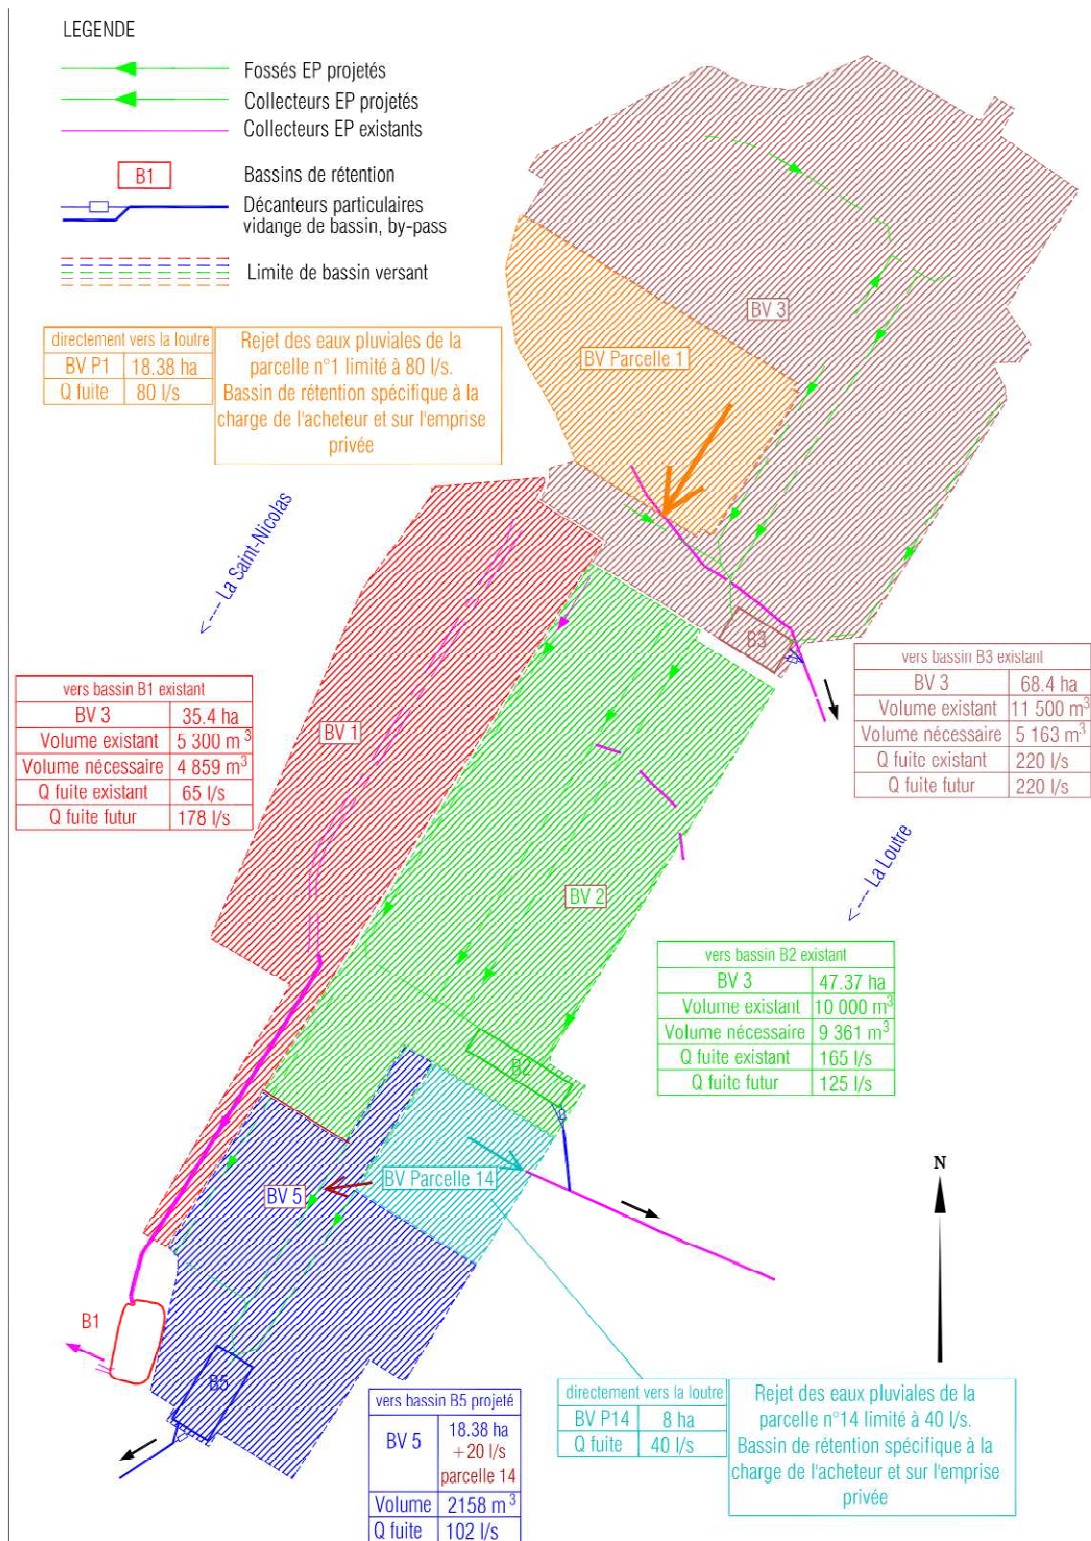 LEGENDE
Fossés EP projetés
Collecteurs EP projetés
Collecteurs EP existants
B1
Bassins de rétention
Décanteurs particulaires
vidange de bassin, by-pass
Limite de bassin versant
directement vers la loutre
BV P1 18.38 ha
Q fuite 80 l/s
Rejet des eaux pluviales de la
parcelle n°1 limité à 80 l/s.
Bassin de rétention spécifique à la
charge de l'acheteur et sur l'emprise
privée
BV 3
BV Parcelle 1
<--- La Saint-Nicolas
B3
vers bassin B3 existant
BV 3 68.4 ha
Volume existant 11 500 m³
Volume nécessaire 5 163 m³
Q fuite existant 220 l/s
Q fuite futur 220 l/s
vers bassin B1 existant
BV 3 35.4 ha
Volume existant 5 300 m³
Volume nécessaire 4 859 m³
Q fuite existant 65 l/s
Q fuite futur 178 l/s
BV 1
<--- La Loutre
BV 2
vers bassin B2 existant
BV 3 47.37 ha
Volume existant 10 000 m³
Volume nécessaire 9 361 m³
Q fuite existant 165 l/s
Q fuite futur 125 l/s
B2
BV Parcelle 14
BV 5
N
B1
B5
vers bassin B5 projeté
BV 5 18.38 ha
+20 l/s
parcelle 14
Volume 2158 m³
Q fuite 102 l/s
directement vers la loutre
BV P14 8 ha
Q fuite 40 l/s
Rejet des eaux pluviales de la
parcelle n°14 limité à 40 l/s.
Bassin de rétention spécifique à la
charge de l'acheteur et sur l'emprise
privée